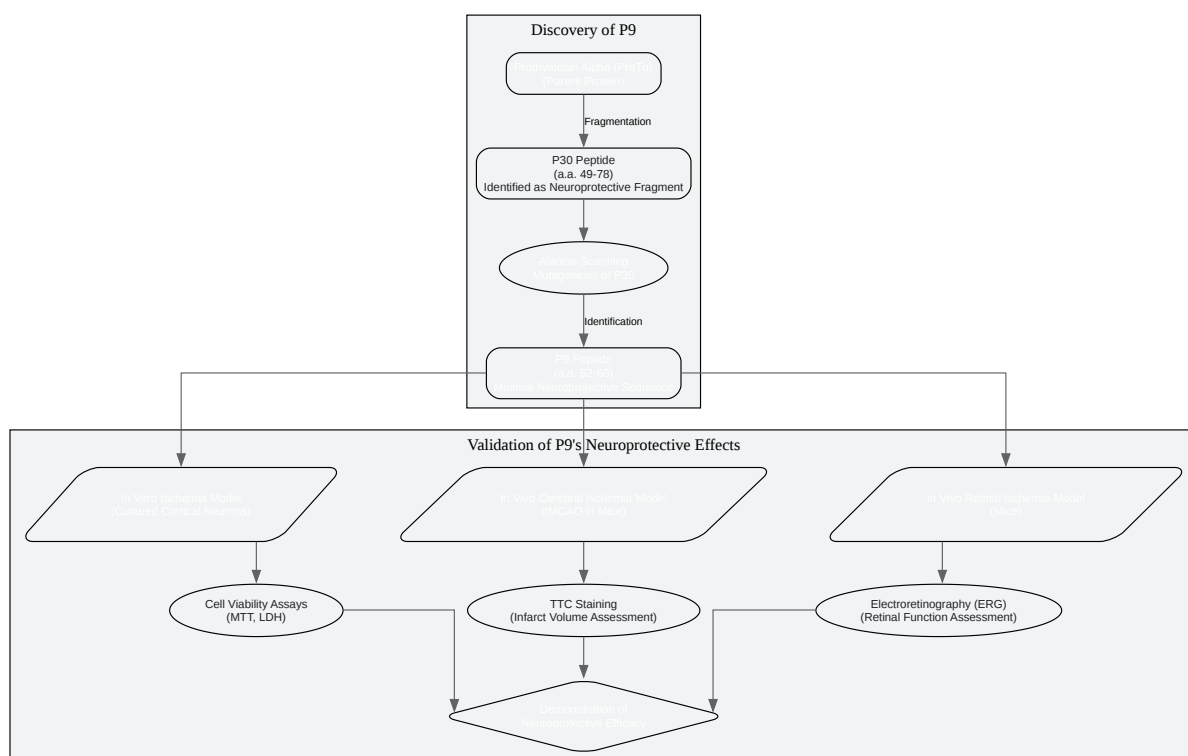 Discovery of P9
Prothymosin Alpha (ProTα)
(Parent Protein)
Fragmentation
P30 Peptide
(a.a. 49-78)
Identified as Neuroprotective Fragment
Alanine Scanning
Mutagenesis of P30
Identification
P9 Peptide
(a.a. 52-60)
Minimal Neuroprotective Sequence
Validation of P9's Neuroprotective Effects
In Vitro Ischemia Model
(Cultured Cortical Neurons)
In Vivo Cerebral Ischemia Model
(tMCAO in Mice)
In Vivo Retinal Ischemia Model
(Mice)
Cell Viability Assays
(MTT, LDH)
TTC Staining
(Infarct Volume Assessment)
Electroretinography (ERG)
(Retinal Function Assessment)
Demonstration of
Neuroprotective Efficacy